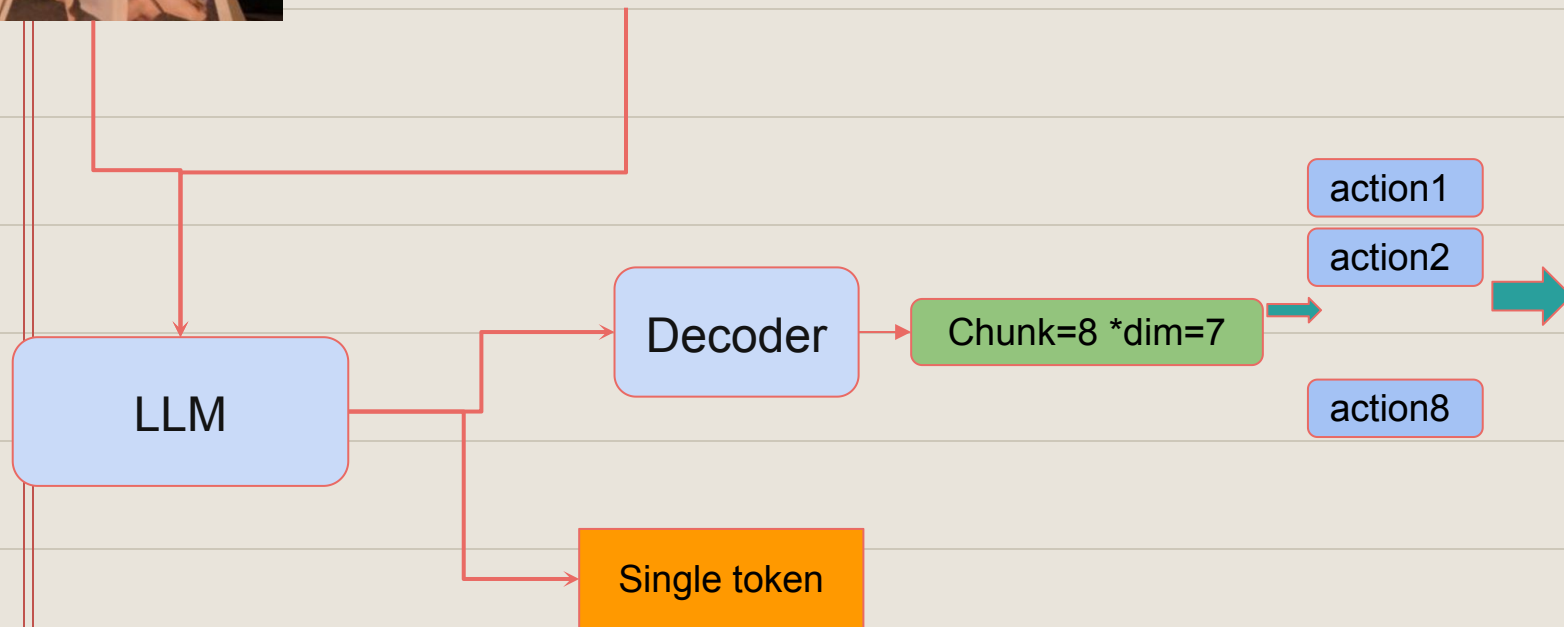 action1
action2
Decoder
Chunk=8 *dim=7
action8
LLM
Single token